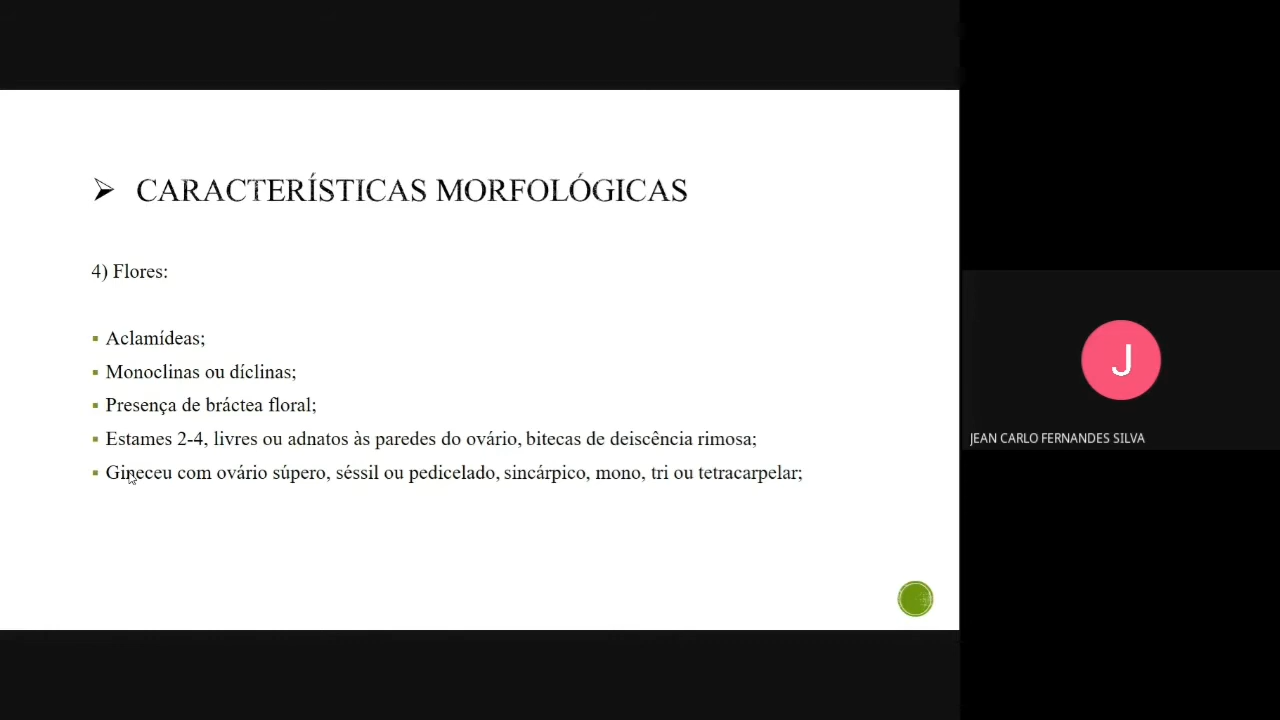 CARACTERÍSTICAS MORFOLÓGICAS
4) Flores:
Aclamídeas;
Monoclinas ou díclinas;
Presença de bráctea floral;
Estames 2-4, livres ou adnatos às paredes do ovário, bitecas de deiscência rimosa;
Gineceu com ovário súpero, séssil ou pedicelado, sincárpico, mono, tri ou tetracarpelar;
J
JEAN CARLO FERNANDES SILVA